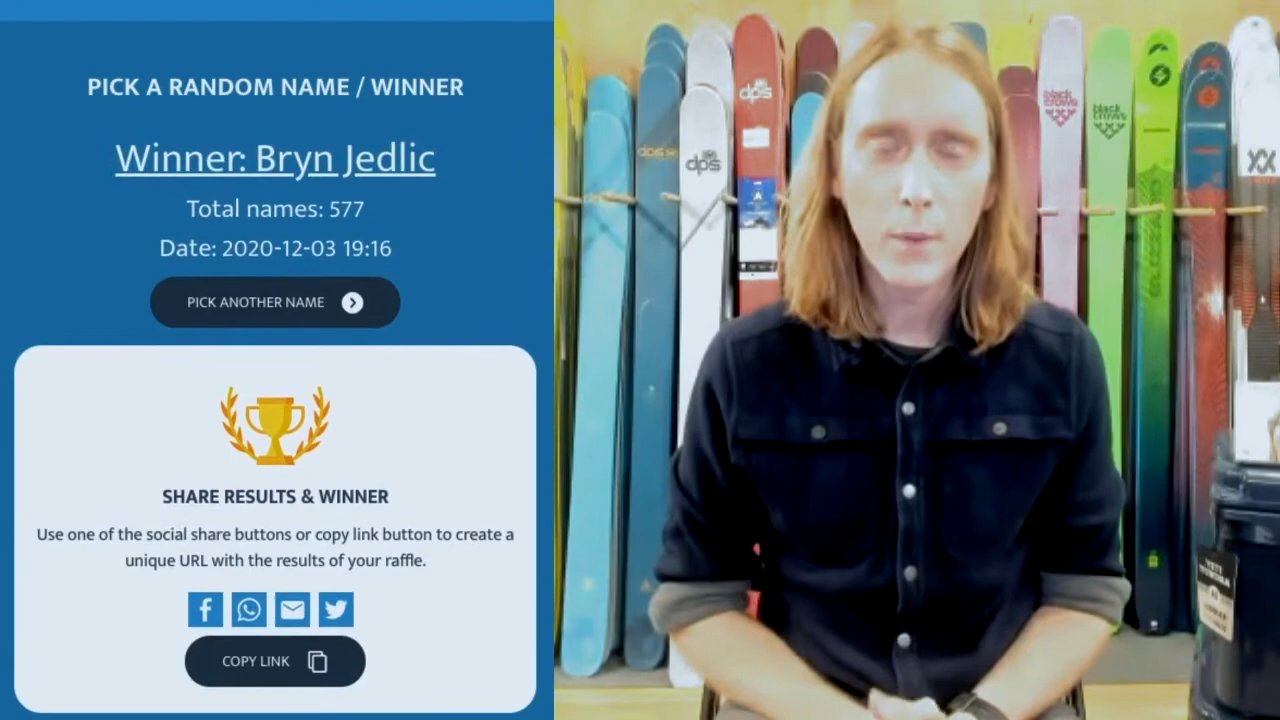 PICK A RANDOM NAME / WINNER
Winner: Bryn Jedlic
Total names: 577
Date: 2020-12-03 19:16
PICK ANOTHER NAME
SHARE RESULTS & WINNER
Use one of the social share buttons or copy link button to create a
unique URL with the results of your raffle.
COPY LINK
dps
dps
dps
black
crows
black
crows
YETI